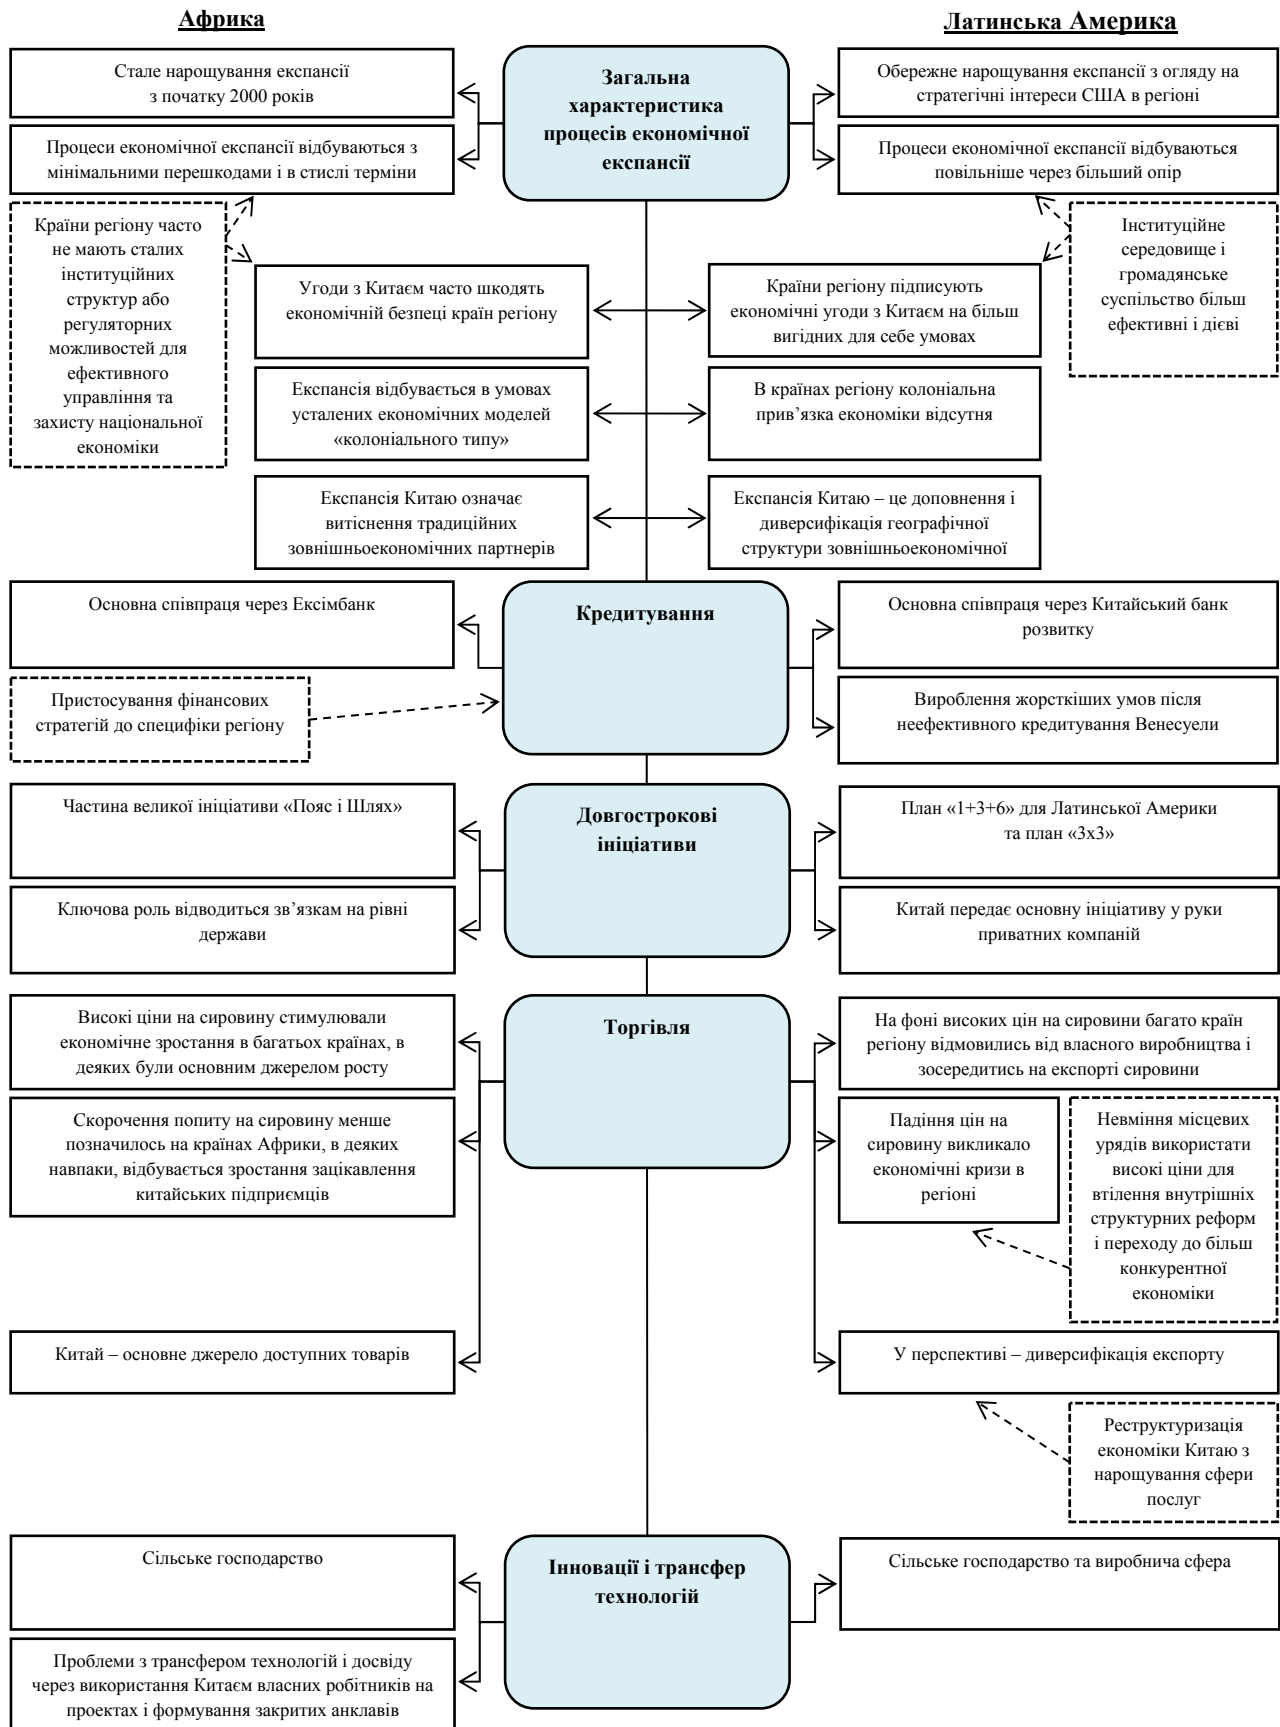 Африка
Латинська Америка
Загальна
характеристика
процесів економічної
експансії
Стале нарощування експансії
з початку 2000 років
Процеси економічної експансії відбуваються з
мінімальними перешкодами і в стислі терміни
Обережне нарощування експансії з огляду на
стратегічні інтереси США в регіоні
Процеси економічної експансії відбуваються
повільніше через більший опір
Країни регіону часто
не мають сталих
інституційних
структур або
регуляторних
можливостей для
ефективного
управління та
захисту національної
економіки
Інституційне
середовище і
громадянське
суспільство більш
ефективні і дієві
Угоди з Китаєм часто шкодять
економічній безпеці країн регіону
Країни регіону підписують
економічні угоди з Китаєм на більш
вигідних для себе умовах
Експансія відбувається в умовах
усталених економічних моделей
«колоніального типу»
В країнах регіону колоніальна
прив’язка економіки відсутня
Експансія Китаю означає
витіснення традиційних
зовнішньоекономічних партнерів
Експансія Китаю – це доповнення і
диверсифікація географічної
структури зовнішньоекономічної
Кредитування
Основна співпраця через Ексімбанк
Пристосування фінансових
стратегій до специфіки регіону
Основна співпраця через Китайський банк
розвитку
Вироблення жорсткіших умов після
неефективного кредитування Венесуели
Довгострокові
ініціативи
Частина великої ініціативи «Пояс і Шлях»
Ключова роль відводиться зв’язкам на рівні
держави
План «1+3+6» для Латинської Америки
та план «3х3»
Китай передає основну ініціативу у руки
приватних компаній
Торгівля
Високі ціни на сировину стимулювали
економічне зростання в багатьох країнах, в
деяких були основним джерелом росту
Скорочення попиту на сировину менше
позначилось на країнах Африки, в деяких
навпаки, відбувається зростання зацікавлення
китайських підприємців
Китай – основне джерело доступних товарів
На фоні високих цін на сировини багато країн
регіону відмовились від власного виробництва і
зосередитись на експорті сировини
Падіння цін на
сировину викликало
економічні кризи в
регіоні
Невміння місцевих
урядів використати
високі ціни для
втілення внутрішніх
структурних реформ
і переходу до більш
конкурентної
економіки
У перспективі – диверсифікація експорту
Реструктуризація
економіки Китаю з
нарощування сфери
послуг
Інновації і трансфер
технологій
Сільське господарство
Проблеми з трансфером технологій і досвіду
через використання Китаєм власних робітників на
проектах і формування закритих анклавів
Сільське господарство та виробнича сфера